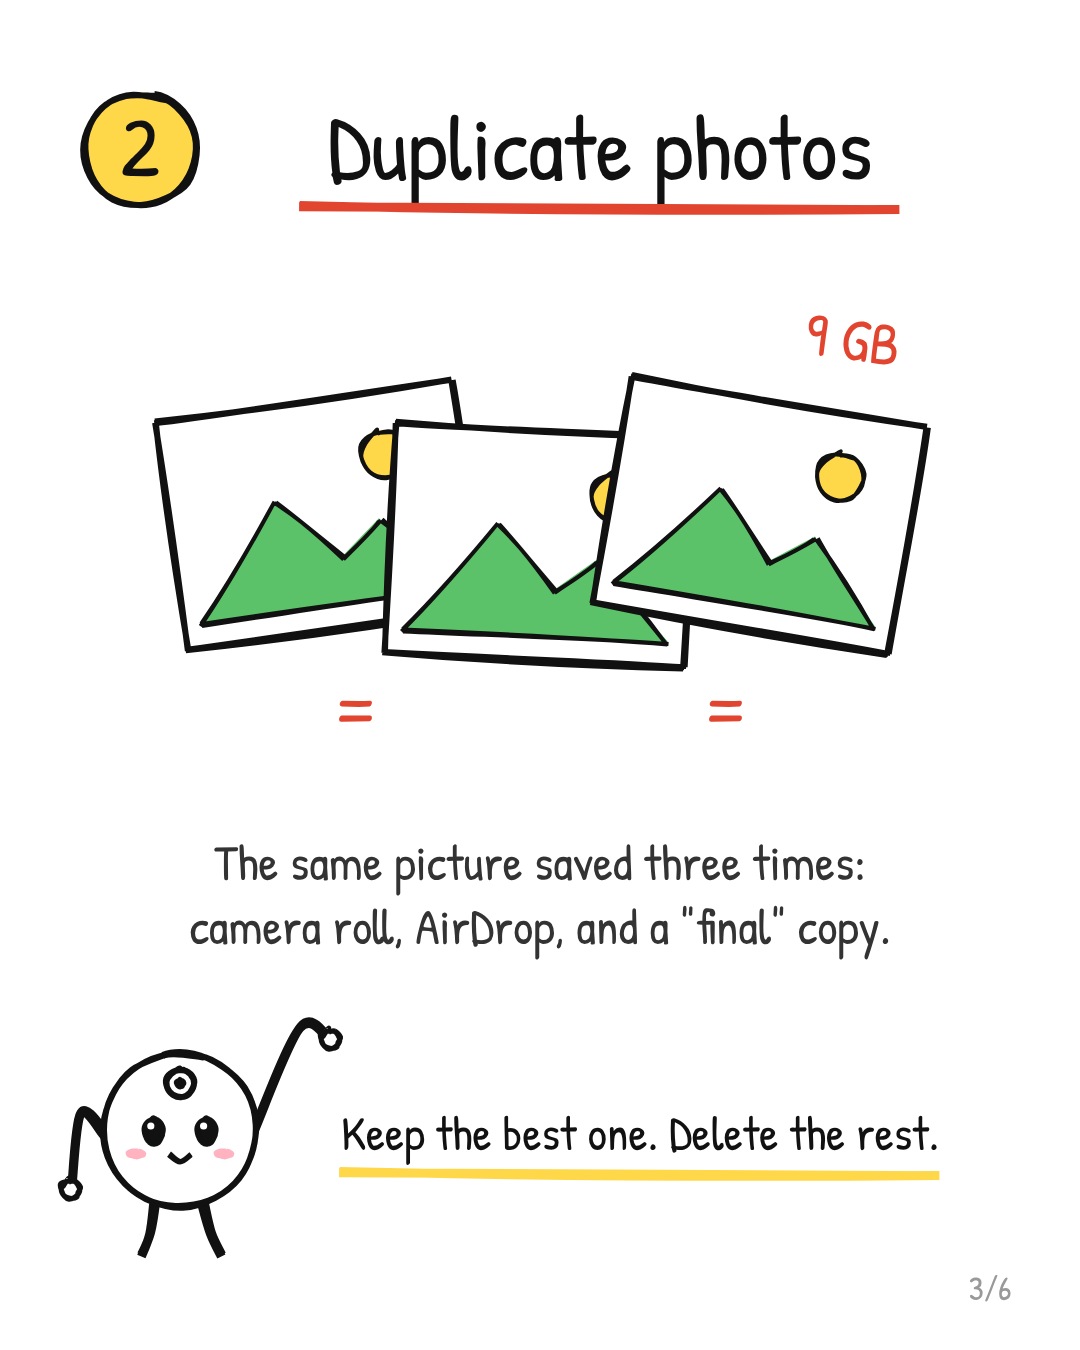 2
Duplicate photos
9 GB
= =
The same picture saved three times:
camera roll, AirDrop, and a "final" copy.
Keep the best one. Delete the rest.
3/6